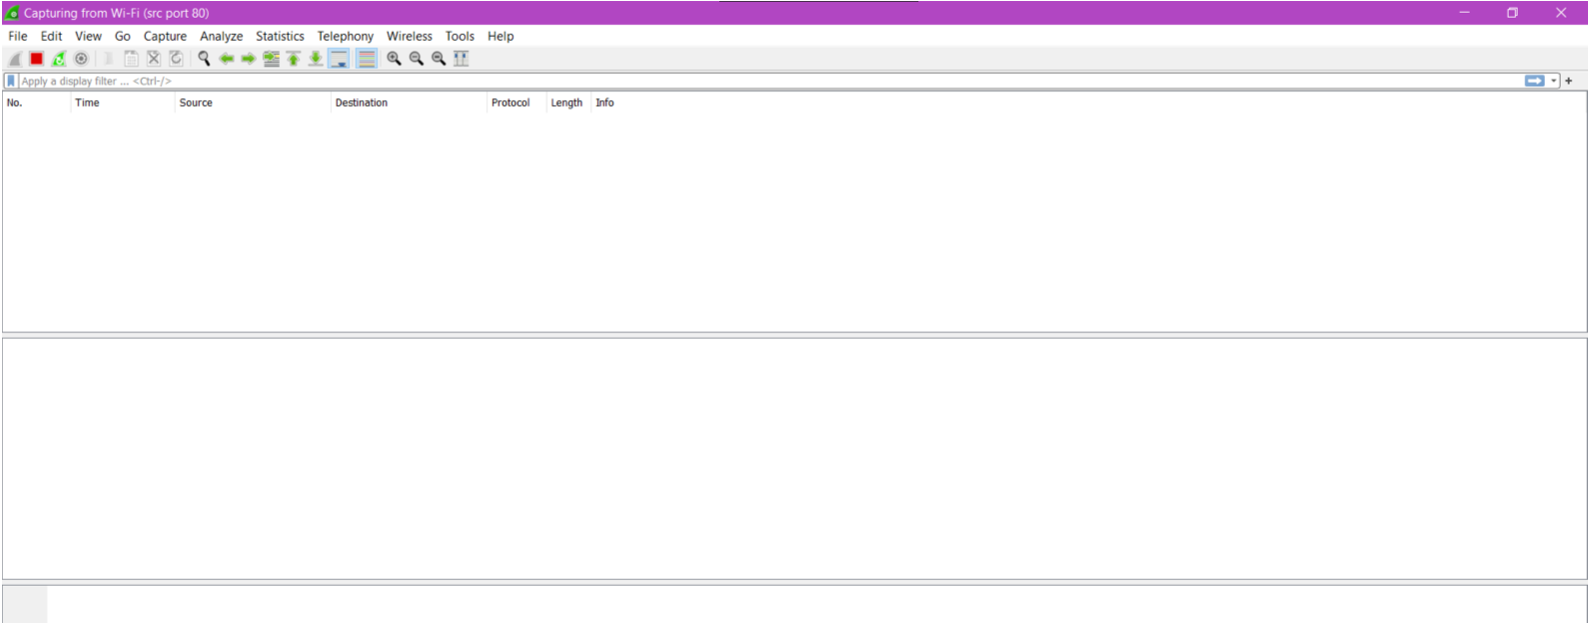 Capturing from Wi-Fi (src port 80)
File Edit View Go Capture Analyze Statistics Telephony Wireless Tools Help
Apply a display filter ... <Ctrl-/>
No. Time Source Destination Protocol Length Info